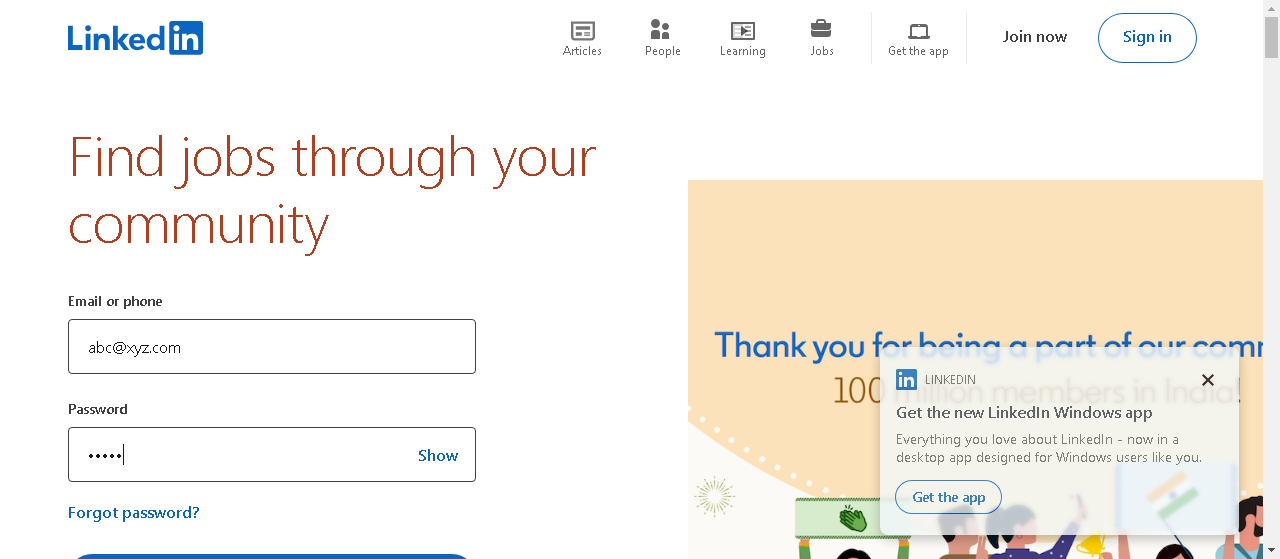 Linkedin
Articles
People
Learning
Jobs
Get the app
Join now
Sign in
Find jobs through your
community
Email or phone
abc@xyz.com
Password
•••••
Show
Forgot password?
Thank you for being a part of our com
100 million members in India!
in LINKEDIN
Get the new LinkedIn Windows app
Everything you love about LinkedIn - now in a
desktop app designed for Windows users like you.
Get the app